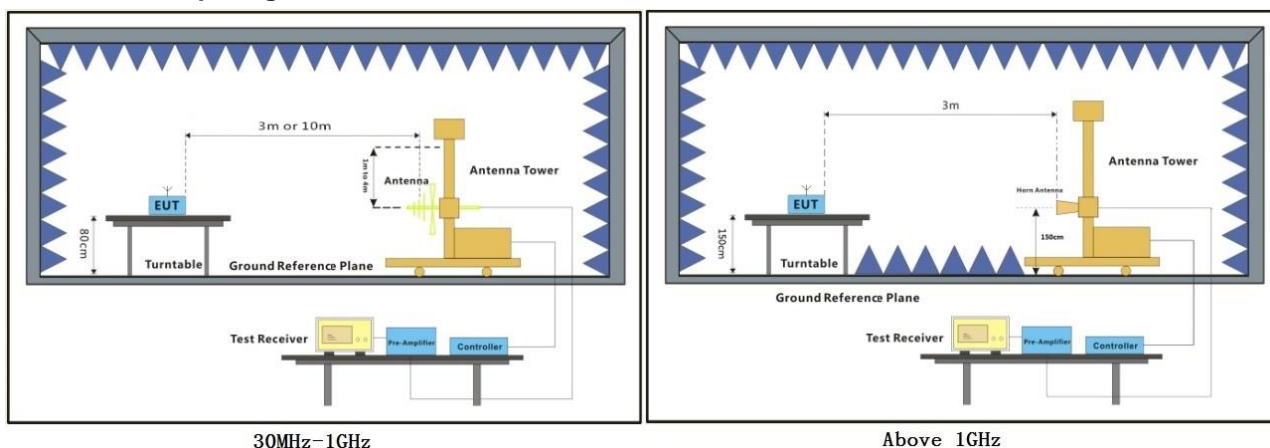 3m or 10m
1m to 4m
Antenna
Antenna Tower
EUT
80cm
Turntable
Ground Reference Plane
Test Receiver
Pre-Amplifier
Controller
30MHz-1GHz
3m
Antenna Tower
Horn Antenna
EUT
150cm
150cm
Turntable
Ground Reference Plane
Test Receiver
Pre-Amplifier
Controller
Above 1GHz